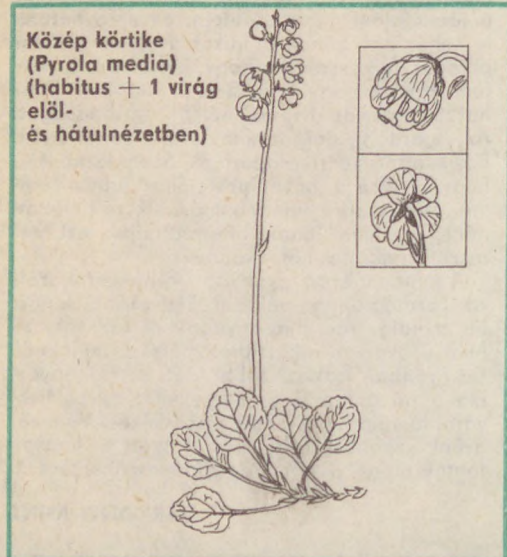 Közép körtike
(Pyrola media)
(habitus + 1 virág
elöl-
és hátulnézetben)